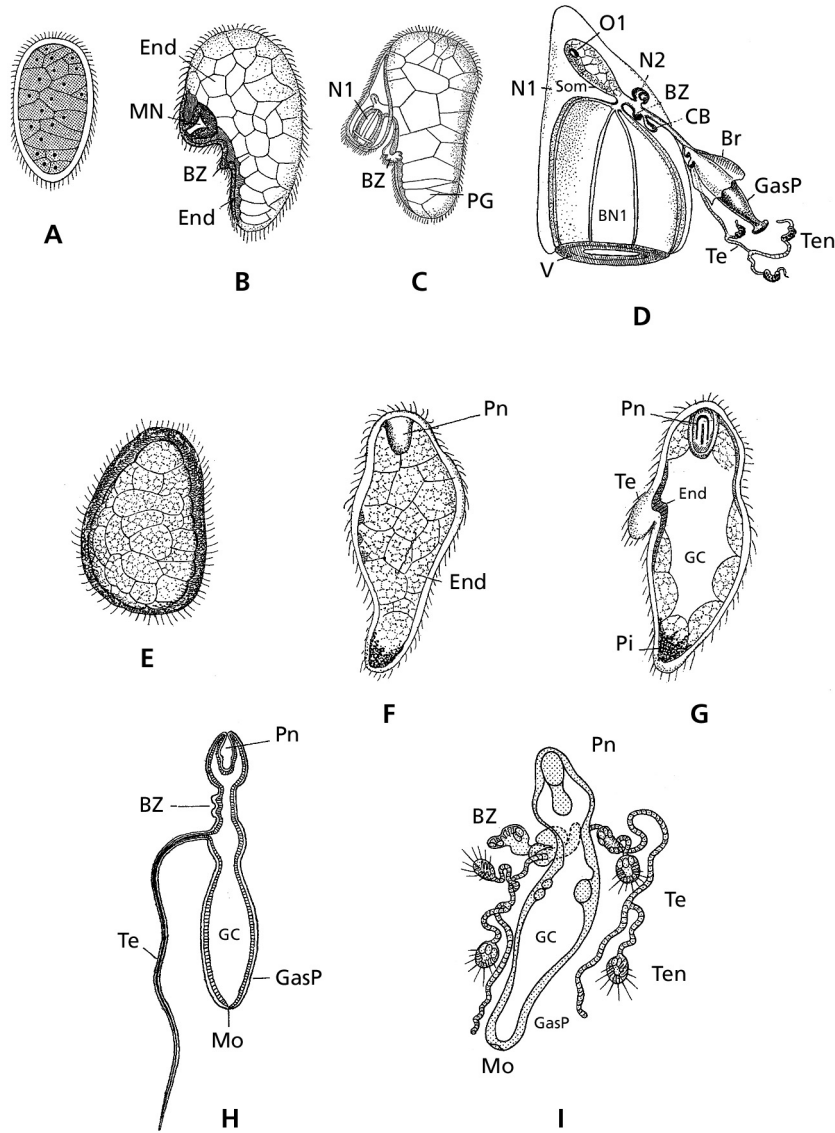 End
MN
BZ
End
N1
BZ
PG
O1
N2
N1
Som
BZ
CB
Br
GasP
BN1
Te
Ten
V
A
B
C
D
Pn
End
Pn
Te
End
GC
Pi
E
F
G
Pn
BZ
Te
GC
GasP
Mo
Pn
BZ
Te
GC
Ten
GasP
Mo
H
I